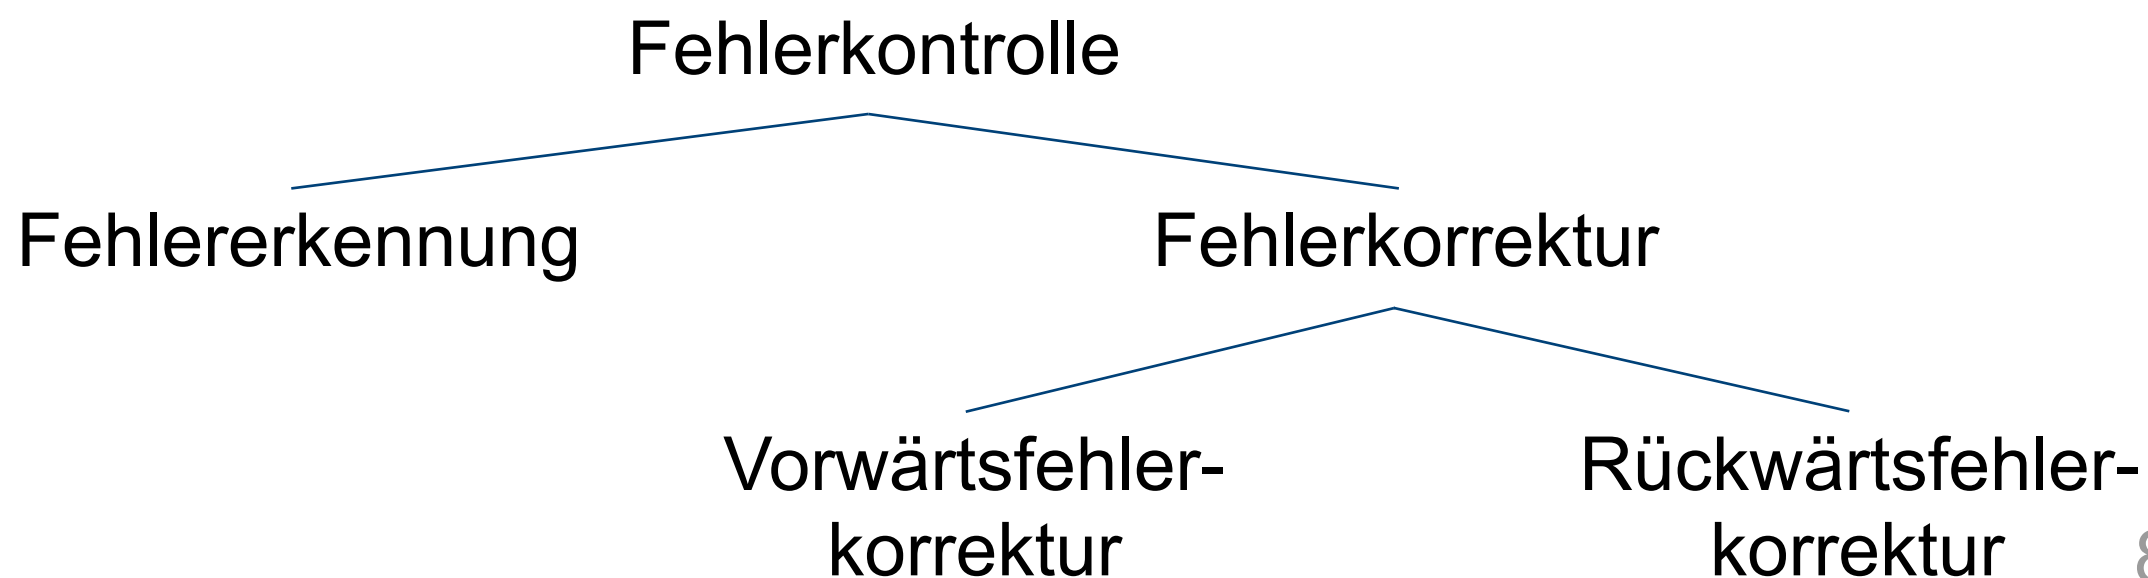 Fehlerkontrolle
Fehlererkennung Fehlerkorrektur
Vorwärtsfehler- Rückwärtsfehler-
korrektur korrektur